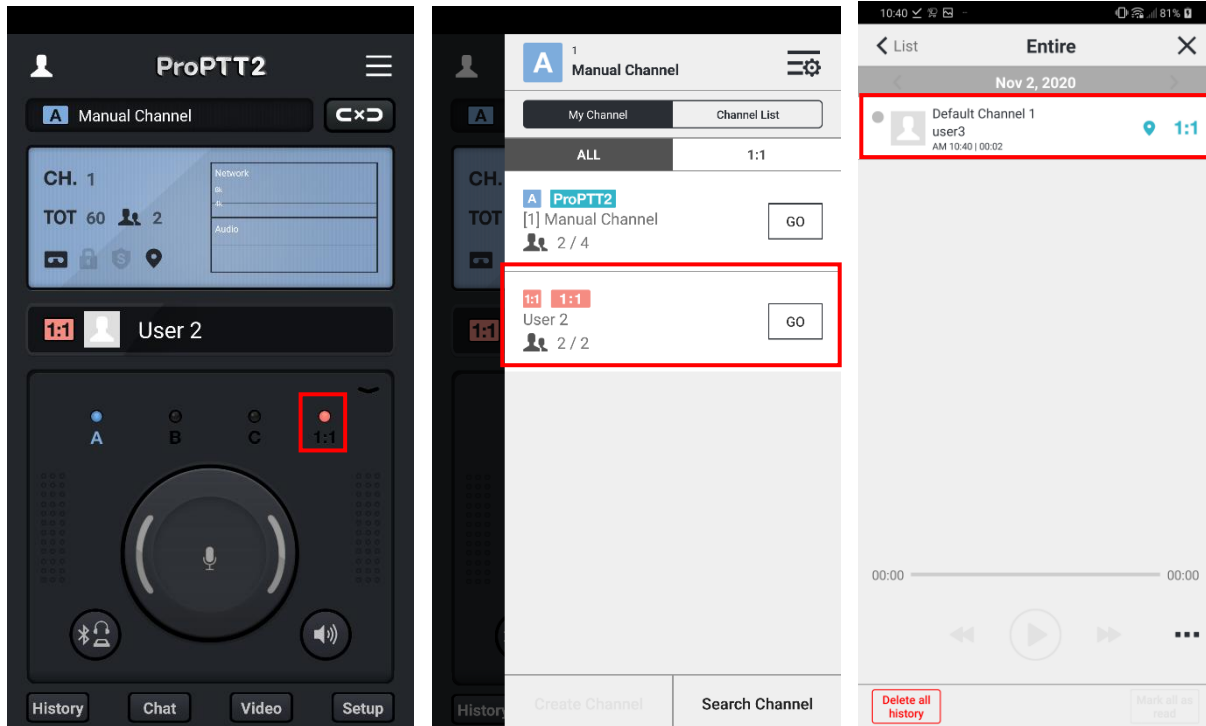 ProPTT2
A Manual Channel
CH. 1
TOT 60 2
Network
Audio
1:1 User 2
A B C 1:1
History Chat Video Setup
A
CH.
TOT
1:1
History
A 1
Manual Channel
My Channel Channel List
ALL 1:1
A ProPTT2
[1] Manual Channel
2 / 4
GO
1:1 1:1
User 2
2 / 2
GO
Create Channel Search Channel
10:40 81%
List Entire
Nov 2, 2020
Default Channel 1
user3
AM 10:40 | 00:02
1:1
00:00 00:00
Delete all
history
Mark all as
read